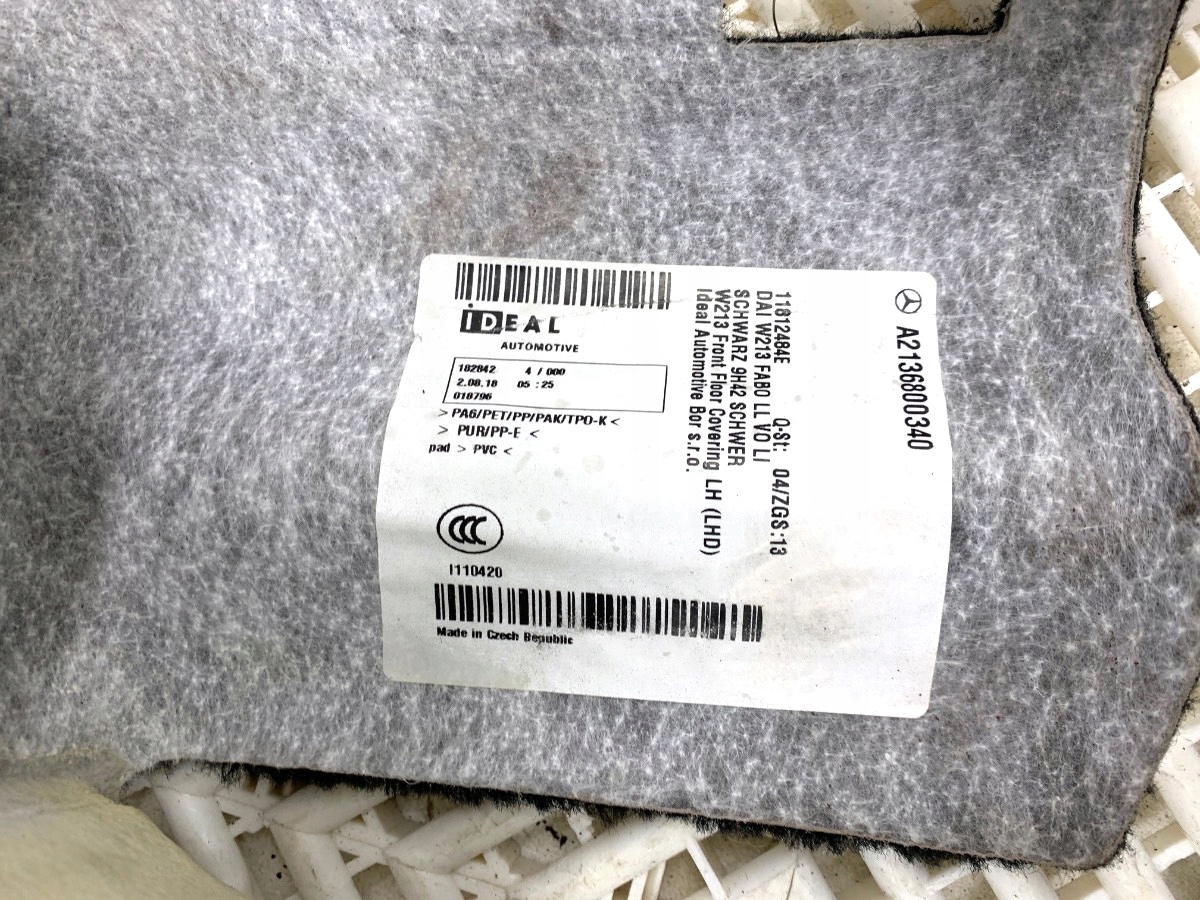 A2136800340
11812484E Q-St: 04/ZGS:13
DAI W213 FABO LL VO LI
SCHWARZ 9H42 SCHWER
W213 Front Floor Covering LH (LHD)
Ideal Automotive Bor s.r.o.
IDEAL
AUTOMOTIVE
182842 4 / 000
2.08.18 05 : 25
018796
> PA6/PET/PP/PAK/TPO-K <
> PUR/PP-E <
pad > PVC <
CCC
I110420
Made in Czech Republic